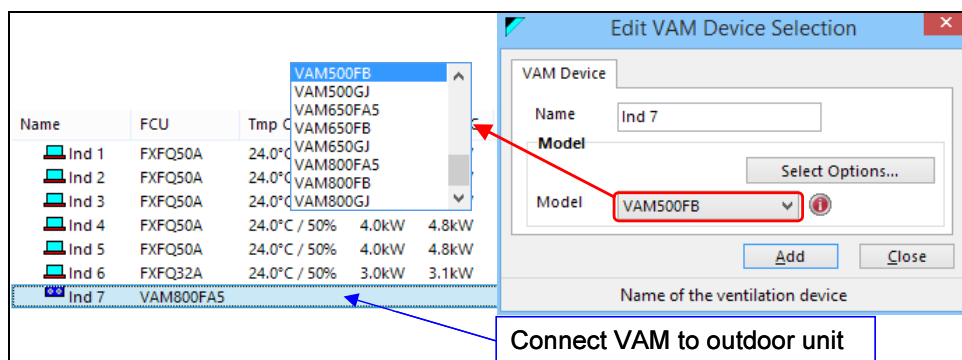 Edit VAM Device Selection
VAM Device
Name Ind 7
Model
Select Options...
Model VAM500FB
Add Close
Name of the ventilation device
VAM500FB
VAM500GJ
VAM650FA5
VAM650FB
VAM650GJ
VAM800FA5
VAM800FB
VAM800GJ
Name FCU Tmp C
Ind 1 FXFQ50A 24.0°C
Ind 2 FXFQ50A 24.0°C
Ind 3 FXFQ50A 24.0°C
Ind 4 FXFQ50A 24.0°C / 50% 4.0kW 4.8kW
Ind 5 FXFQ50A 24.0°C / 50% 4.0kW 4.8kW
Ind 6 FXFQ32A 24.0°C / 50% 3.0kW 3.1kW
Ind 7 VAM800FA5
Connect VAM to outdoor unit